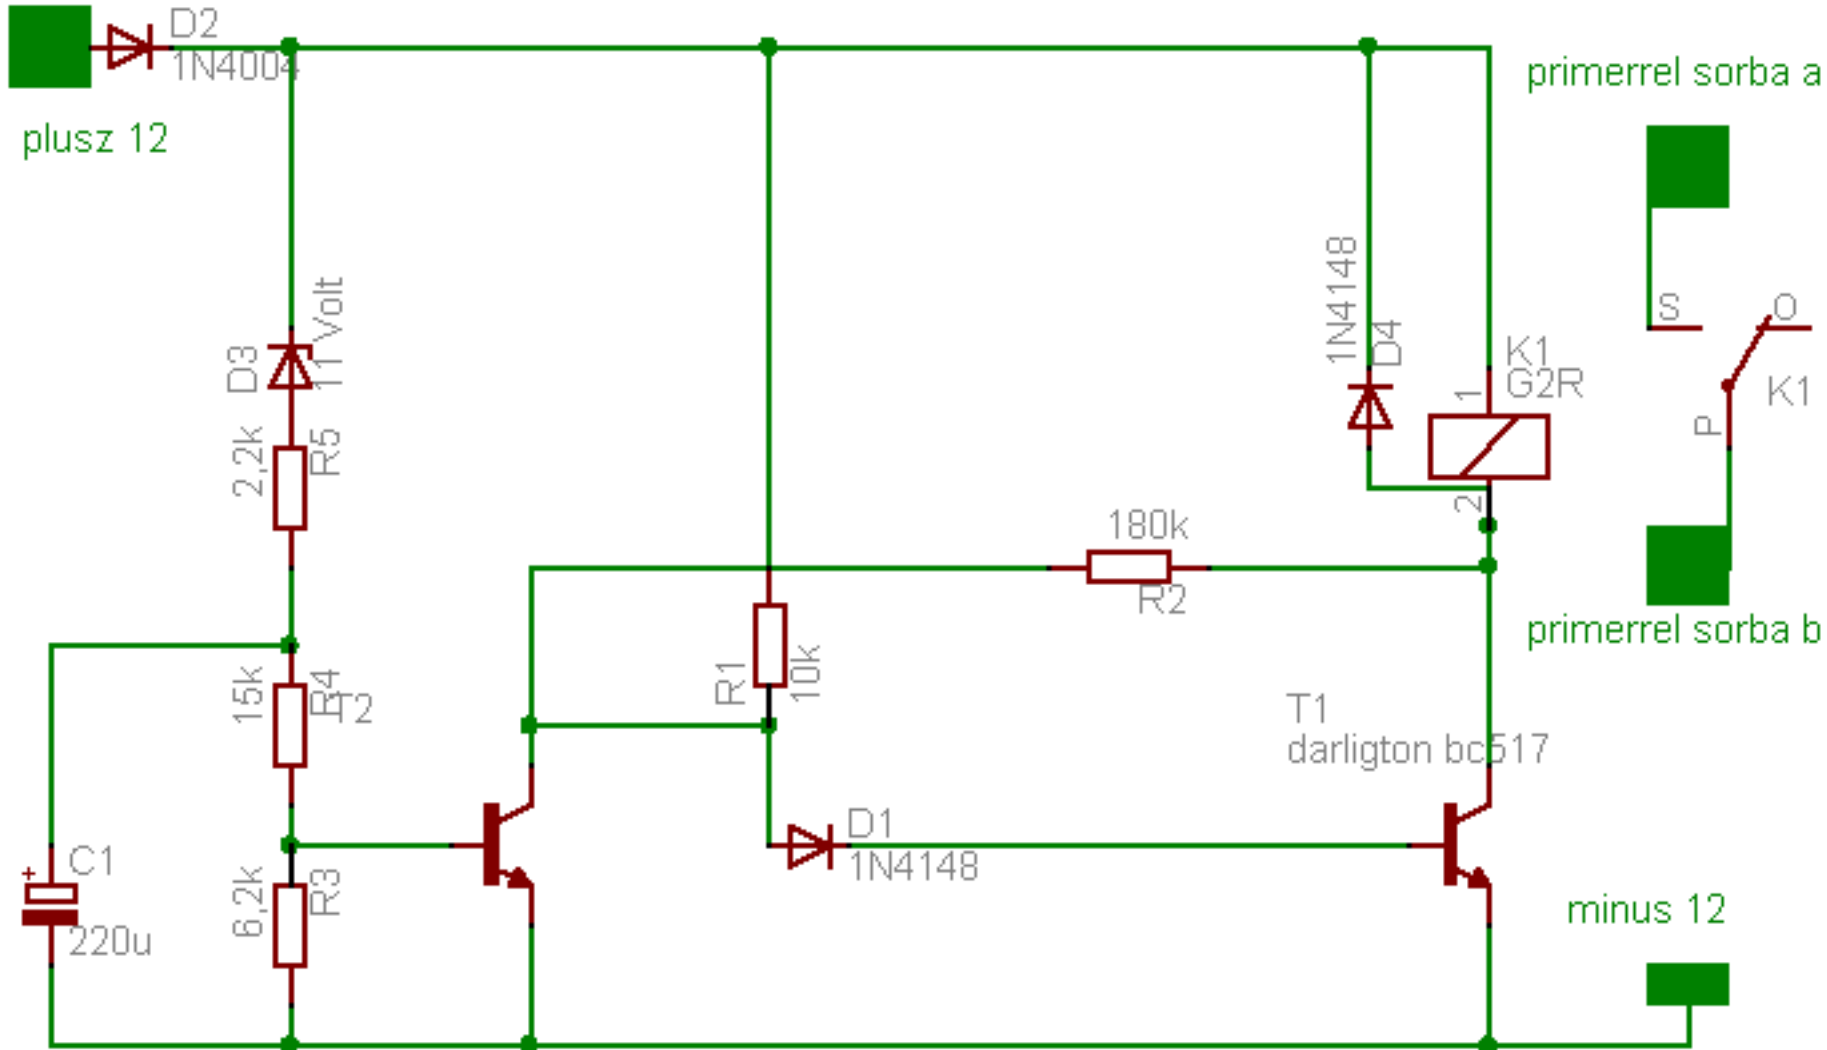 D2
1N4004
plusz 12
primerrel sorba a
D3
11 Volt
2,2k
R5
1N4148
D4
K1
G2R
1
2
S
O
K1
P
180k
R2
primerrel sorba b
15k
R4
T2
R1
10k
T1
darligton bc517
D1
1N4148
+
C1
220u
6,2k
R3
minus 12